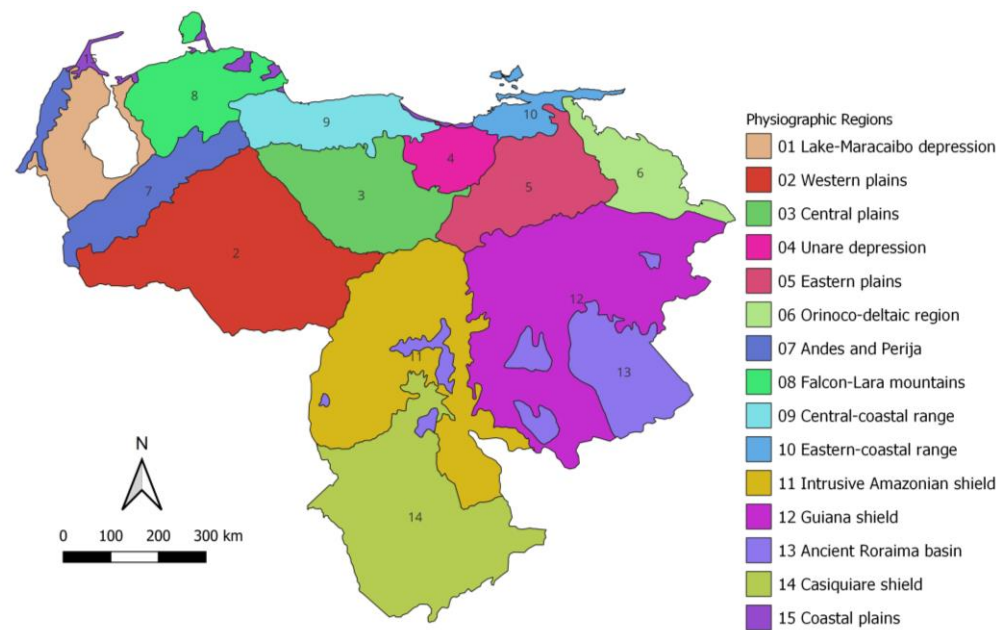 15
8
9
10
4
7
3
5
6
2
12
11
13
14
N
0 100 200 300 km
Physiographic Regions
01 Lake-Maracaibo depression
02 Western plains
03 Central plains
04 Unare depression
05 Eastern plains
06 Orinoco-deltaic region
07 Andes and Perija
08 Falcon-Lara mountains
09 Central-coastal range
10 Eastern-coastal range
11 Intrusive Amazonian shield
12 Guiana shield
13 Ancient Roraima basin
14 Casiquiare shield
15 Coastal plains